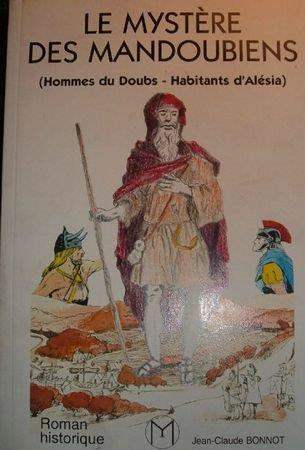 LE MYSTÈRE
DES MANDOUBIENS
(Hommes du Doubs - Habitants d'Alésia)
Roman
historique
M
Jean-Claude BONNOT